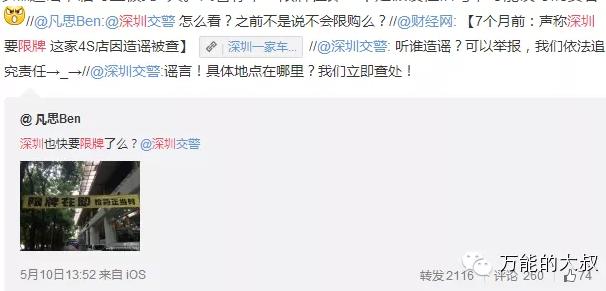 //@凡思Ben:@深圳交警 怎么看？之前不是说不会限购么？//@财经网:【7个月前：声称深圳
要限牌 这家4S店因造谣被查】 深圳一家车... //@深圳交警: 听谁造谣？可以举报，我们依法追
究责任→_→//@深圳交警:谣言！具体地点在哪里？我们立即查处！
@ 凡思Ben
深圳也快要限牌了么？@深圳交警
限牌在即
抢购正当时
5月10日13:52 来自 iOS
转发 2116
评论 260
74
万能的大叔